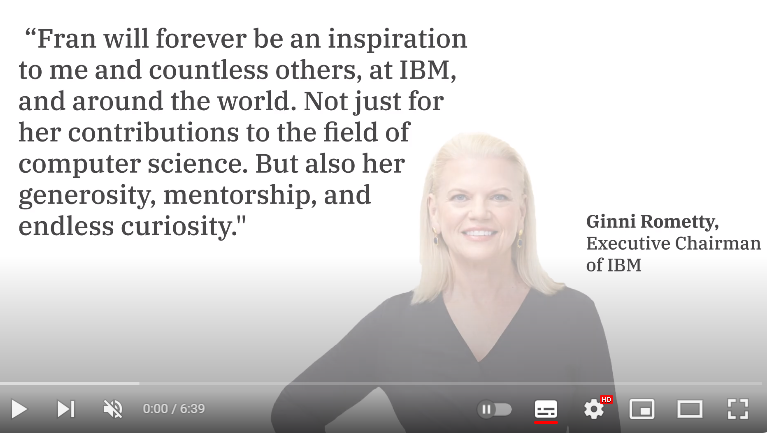 “Fran will forever be an inspiration
to me and countless others, at IBM,
and around the world. Not just for
her contributions to the field of
computer science. But also her
generosity, mentorship, and
endless curiosity."
Ginni Rometty,
Executive Chairman
of IBM
0:00 / 6:39
HD